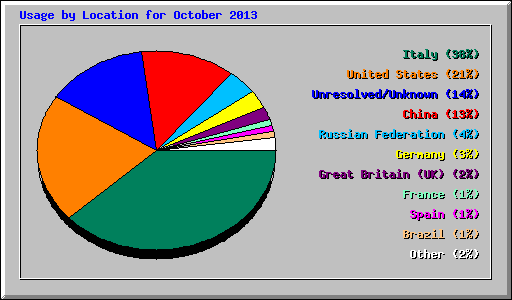 Usage by Location for October 2013
Italy (38%)
United States (21%)
Unresolved/Unknown (14%)
China (13%)
Russian Federation (4%)
Germany (3%)
Great Britain (UK) (2%)
France (1%)
Spain (1%)
Brazil (1%)
Other (2%)